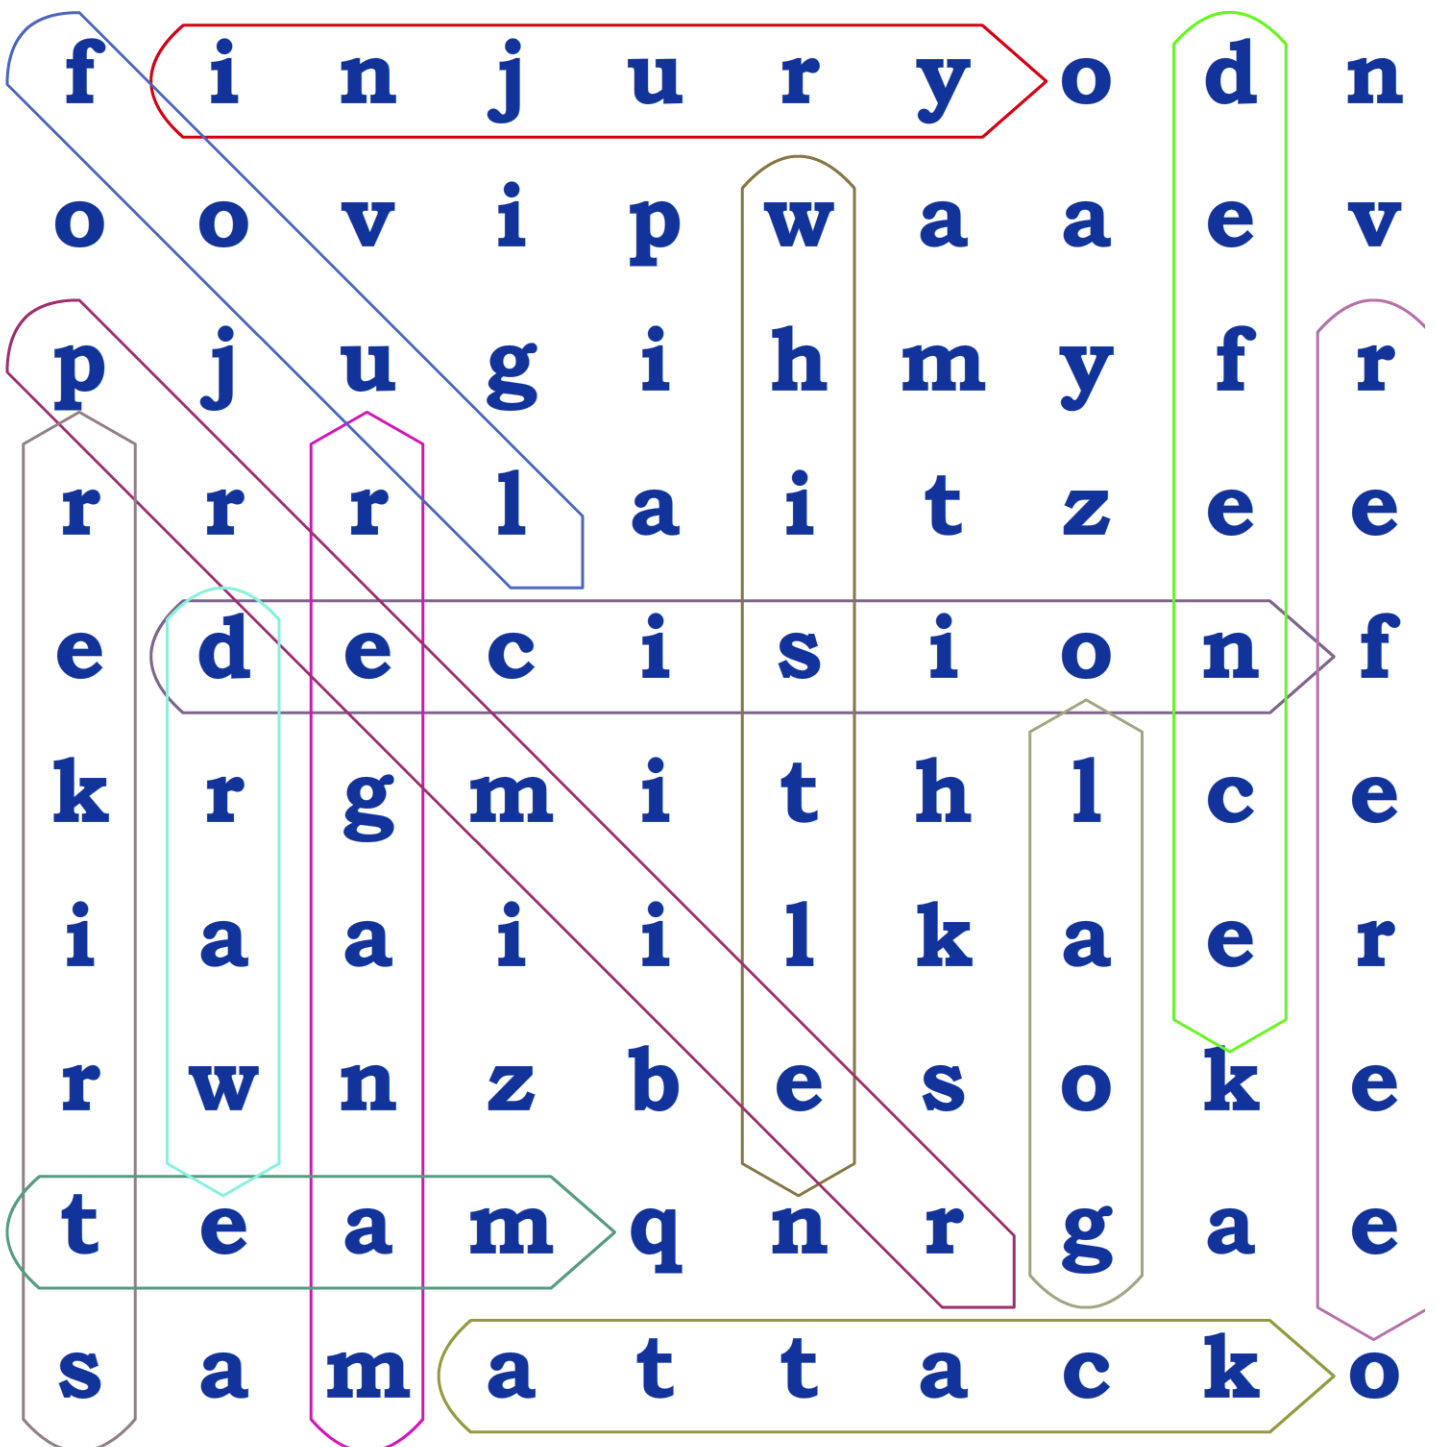 f i n j u r y o d n
o o v i p w a a e v
p j u g i h m y f r
r r r l a i t z e e
e d e c i s i o n f
k r g m i t h l c e
i a a i i l k a e r
r w n z b e s o k e
t e a m q n r g a e
s a m a t t a c k o